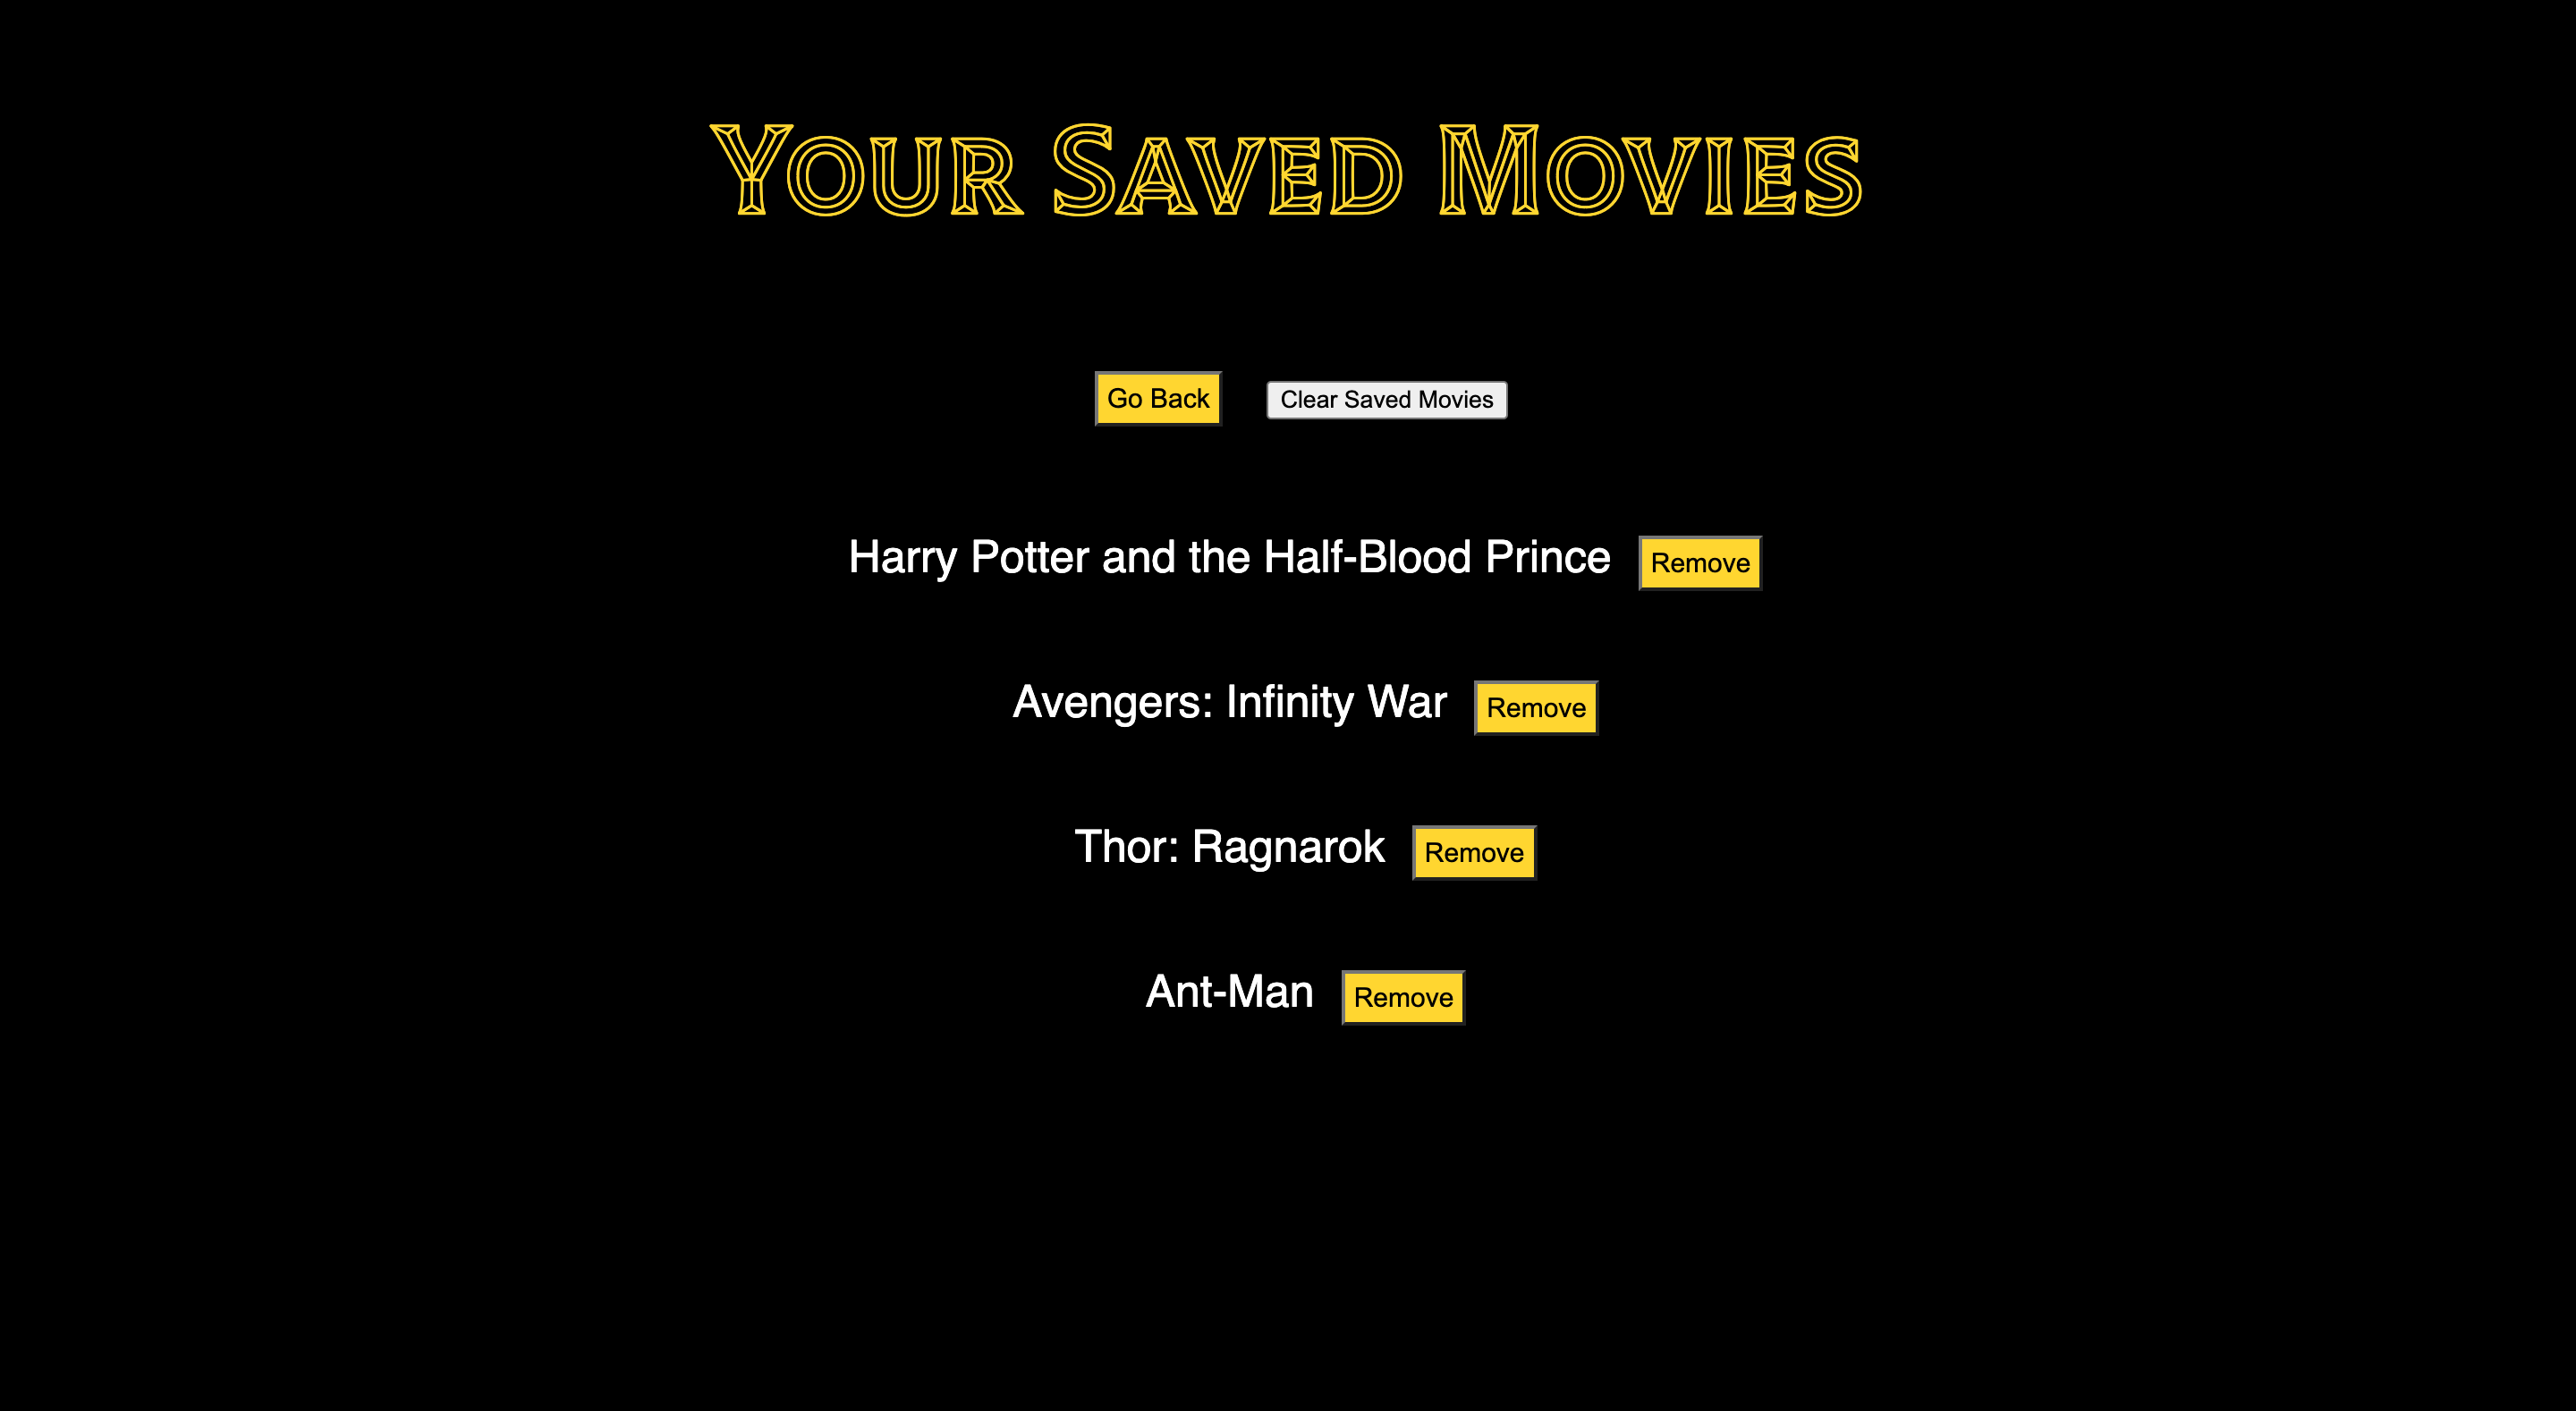 Your Saved Movies
Go Back Clear Saved Movies
Harry Potter and the Half-Blood Prince Remove
Avengers: Infinity War Remove
Thor: Ragnarok Remove
Ant-Man Remove